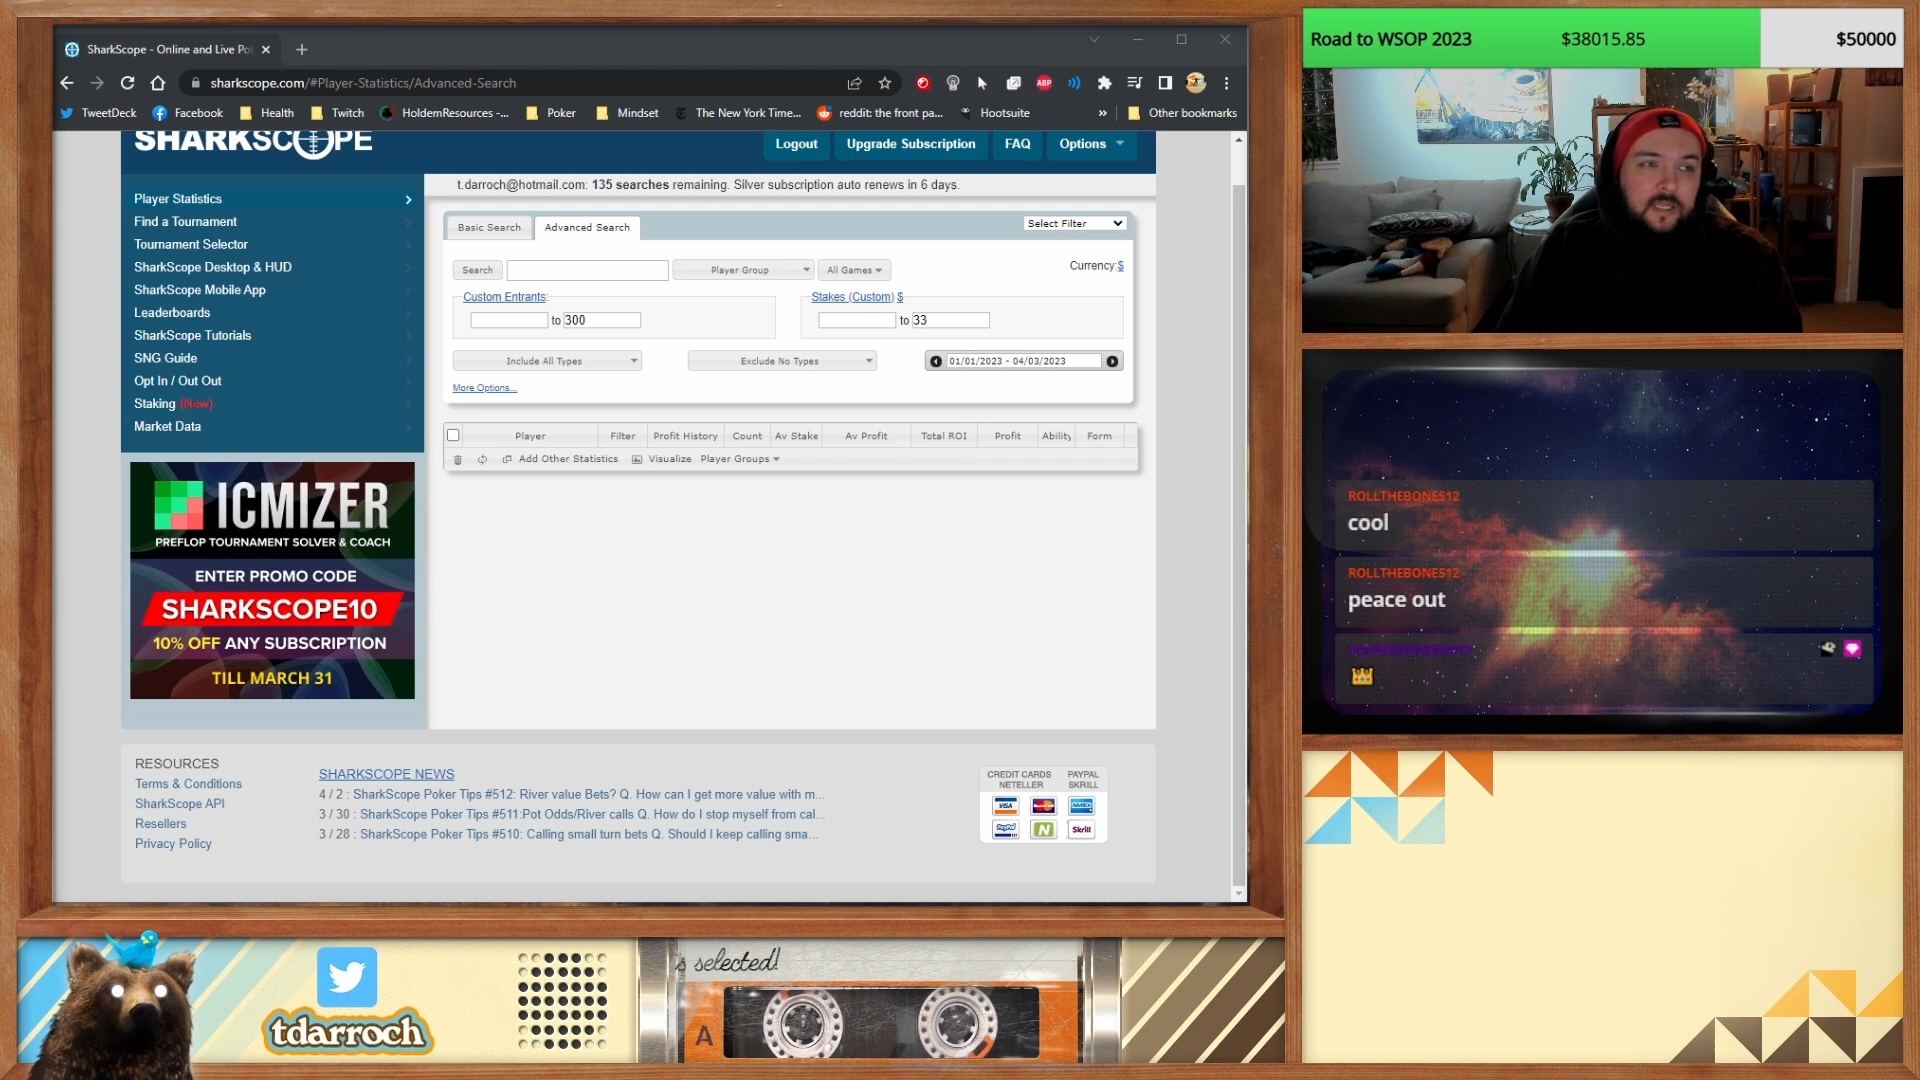 SharkScope - Online and Live Po
sharkscope.com/#Player-Statistics/Advanced-Search
TweetDeck
Facebook
Health
Twitch
HoldemResources -...
Poker
Mindset
The New York Time...
reddit: the front pa...
Hootsuite
»
Other bookmarks
ABP
SHARKSCOPE
Logout
Upgrade Subscription
FAQ
Options
t.darroch@hotmail.com: 135 searches remaining. Silver subscription auto renews in 6 days.
Player Statistics
Find a Tournament
Tournament Selector
SharkScope Desktop & HUD
SharkScope Mobile App
Leaderboards
SharkScope Tutorials
SNG Guide
Opt In / Out Out
Staking (New)
Market Data
Basic Search
Advanced Search
Select Filter
Search
Player Group
All Games
Currency:$
Custom Entrants:
to 300
Stakes (Custom) $
to 33
Include All Types
Exclude No Types
01/01/2023 - 04/03/2023
More Options...
Player
Filter
Profit History
Count
Av Stake
Av Profit
Total ROI
Profit
Ability
Form
Add Other Statistics
Visualize
Player Groups
ICMIZER
PREFLOP TOURNAMENT SOLVER & COACH
ENTER PROMO CODE
SHARKSCOPE10
10% OFF ANY SUBSCRIPTION
TILL MARCH 31
RESOURCES
Terms & Conditions
SharkScope API
Resellers
Privacy Policy
SHARKSCOPE NEWS
4 / 2 : SharkScope Poker Tips #512: River value Bets? Q. How can I get more value with m...
3 / 30 : SharkScope Poker Tips #511:Pot Odds/River calls Q. How do I stop myself from cal...
3 / 28 : SharkScope Poker Tips #510: Calling small turn bets Q. Should I keep calling sma...
CREDIT CARDS
NETELLER
PAYPAL
SKRILL
VISA
MasterCard
AMEX
PayPal
N
Skrill
Road to WSOP 2023
$38015.85
$50000
ROLLTHEBONES12
cool
ROLLTHEBONES12
peace out
tdarroch
s selected!
A